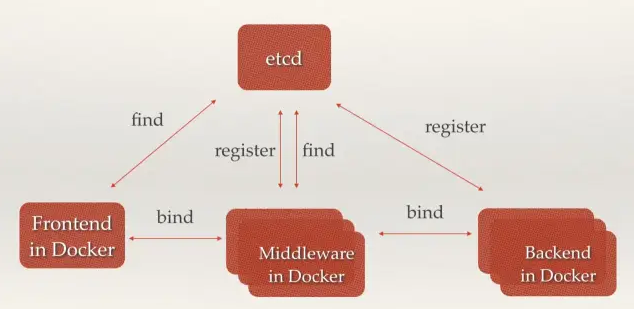 etcd
find
register
find
register
Frontend
in Docker
bind
Middleware
in Docker
bind
Backend
in Docker